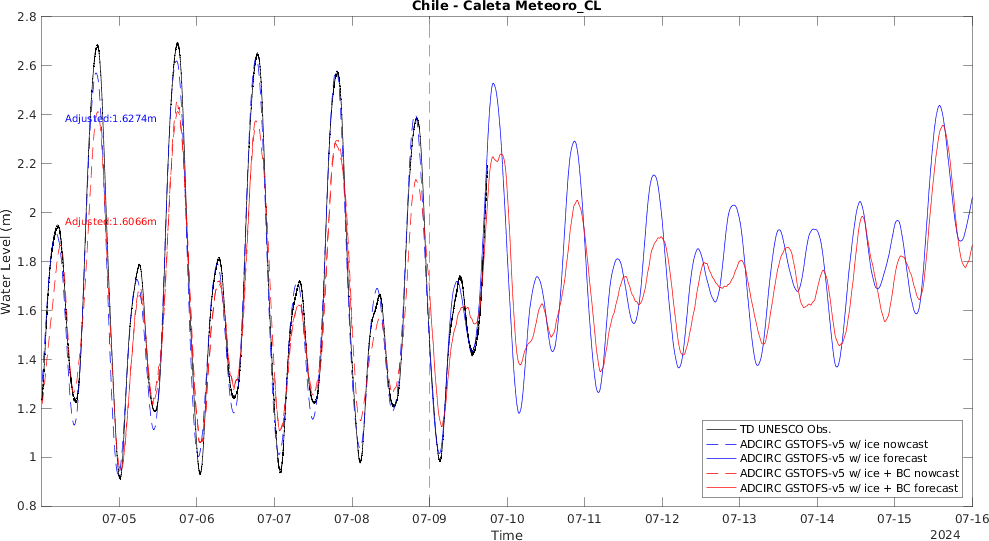 Chile - Caleta Meteoro_CL
Water Level (m)
2.8
2.6
2.4
2.2
2
1.8
1.6
1.4
1.2
1
0.8
Adjusted:1.6274m
Adjusted:1.6066m
TD UNESCO Obs.
ADCIRC GSTOFS-v5 w/ ice nowcast
ADCIRC GSTOFS-v5 w/ ice forecast
ADCIRC GSTOFS-v5 w/ ice + BC nowcast
ADCIRC GSTOFS-v5 w/ ice + BC forecast
07-05 07-06 07-07 07-08 07-09 07-10 07-11 07-12 07-13 07-14 07-15 07-16
Time
2024